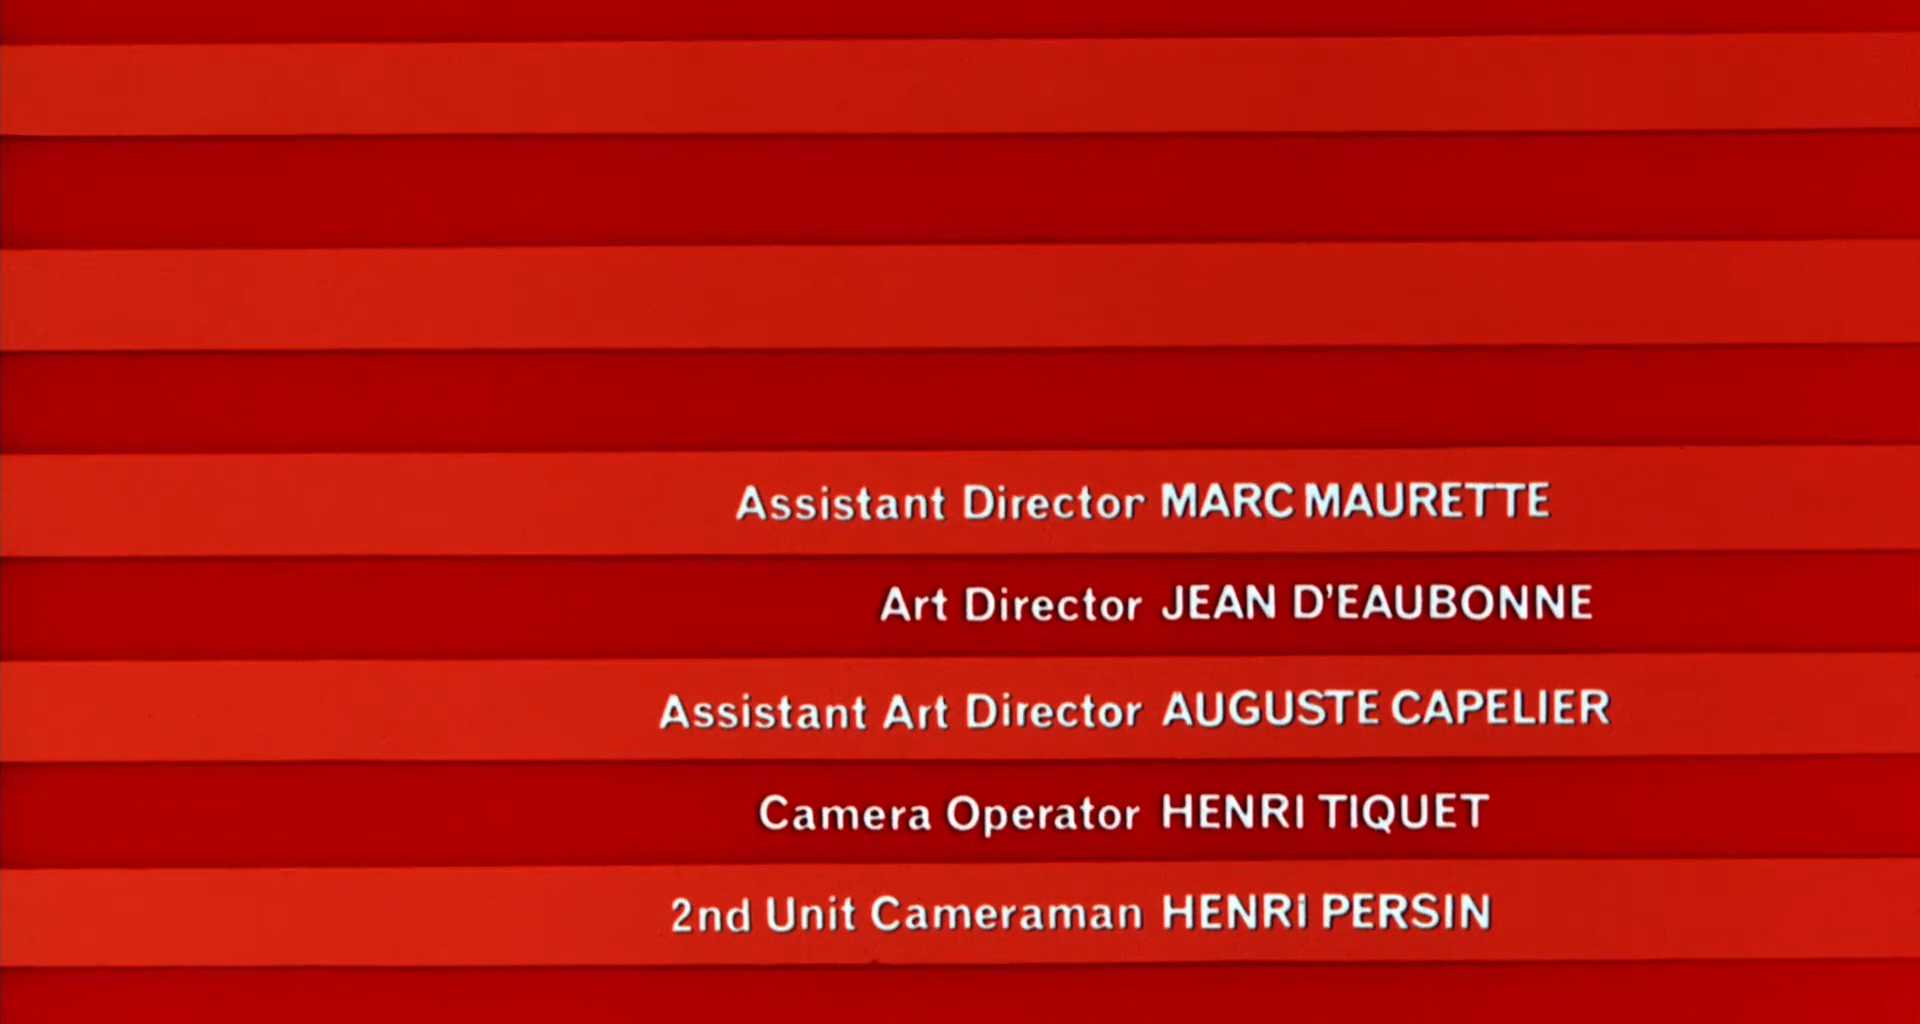 Assistant Director MARC MAURETTE
Art Director JEAN D'EAUBONNE
Assistant Art Director AUGUSTE CAPELIER
Camera Operator HENRI TIQUET
2nd Unit Cameraman HENRI PERSIN